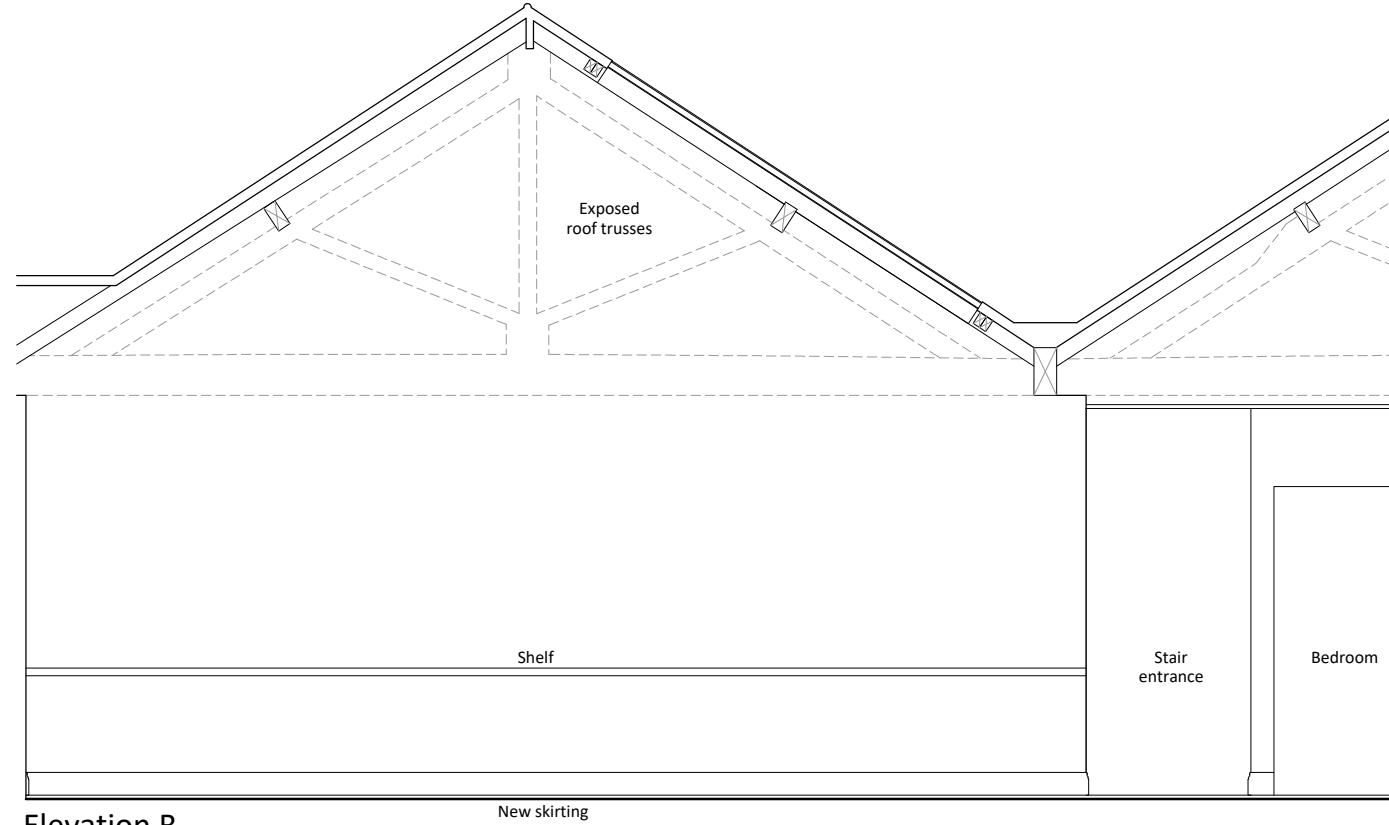 Exposed
roof trusses
Shelf
Stair
entrance
Bedroom
New skirting
Elevation